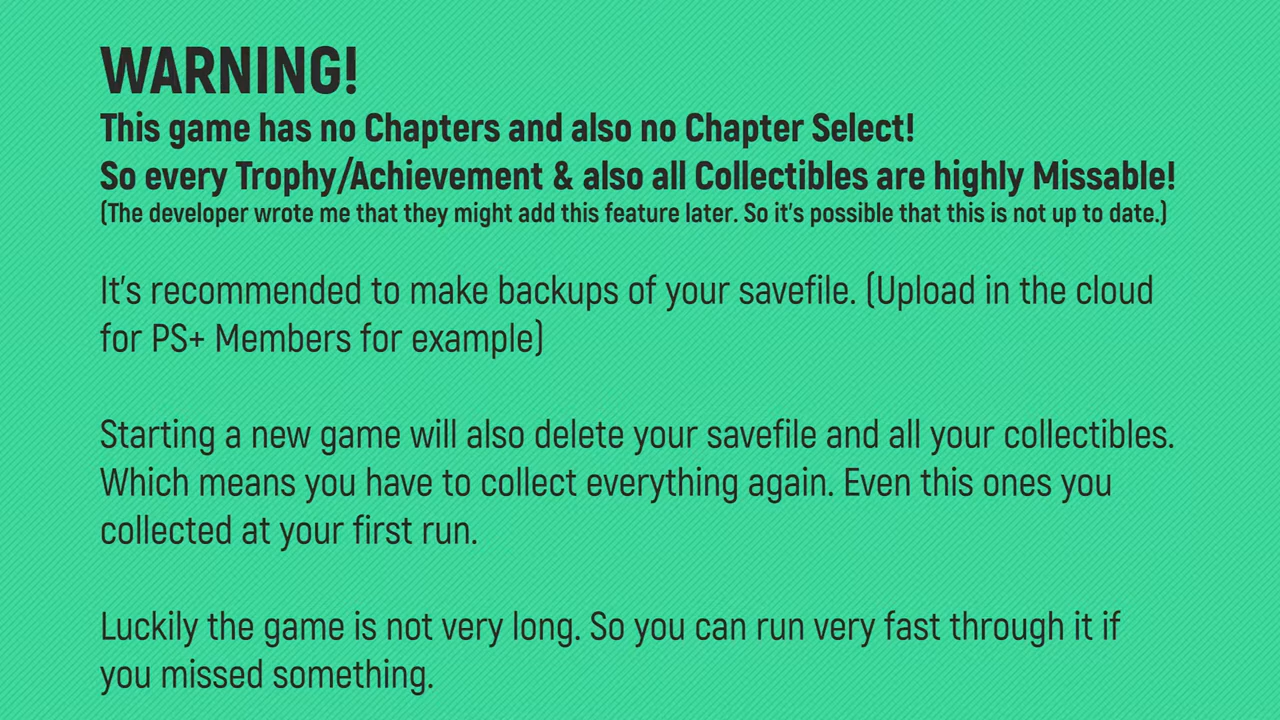 WARNING!
This game has no Chapters and also no Chapter Select!
So every Trophy/Achievement & also all Collectibles are highly Missable!
(The developer wrote me that they might add this feature later. So it's possible that this is not up to date.)
It's recommended to make backups of your savefile. (Upload in the cloud
for PS+ Members for example)
Starting a new game will also delete your savefile and all your collectibles.
Which means you have to collect everything again. Even this ones you
collected at your first run.
Luckily the game is not very long. So you can run very fast through it if
you missed something.